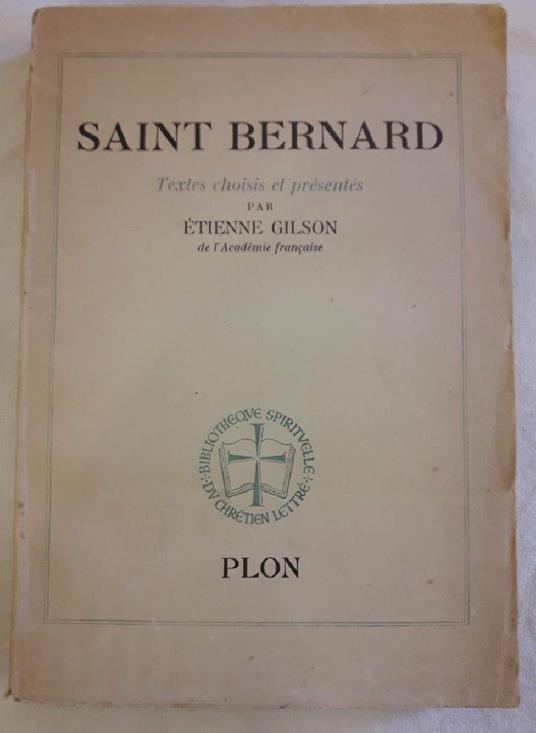 SAINT BERNARD
Textes choisis et présentés
PAR
ÉTIENNE GILSON
de l'Académie française
BIBLIOTHEQVE SPIRITVELLE
DV CHRÉTIEN LETTRÉ
PLON